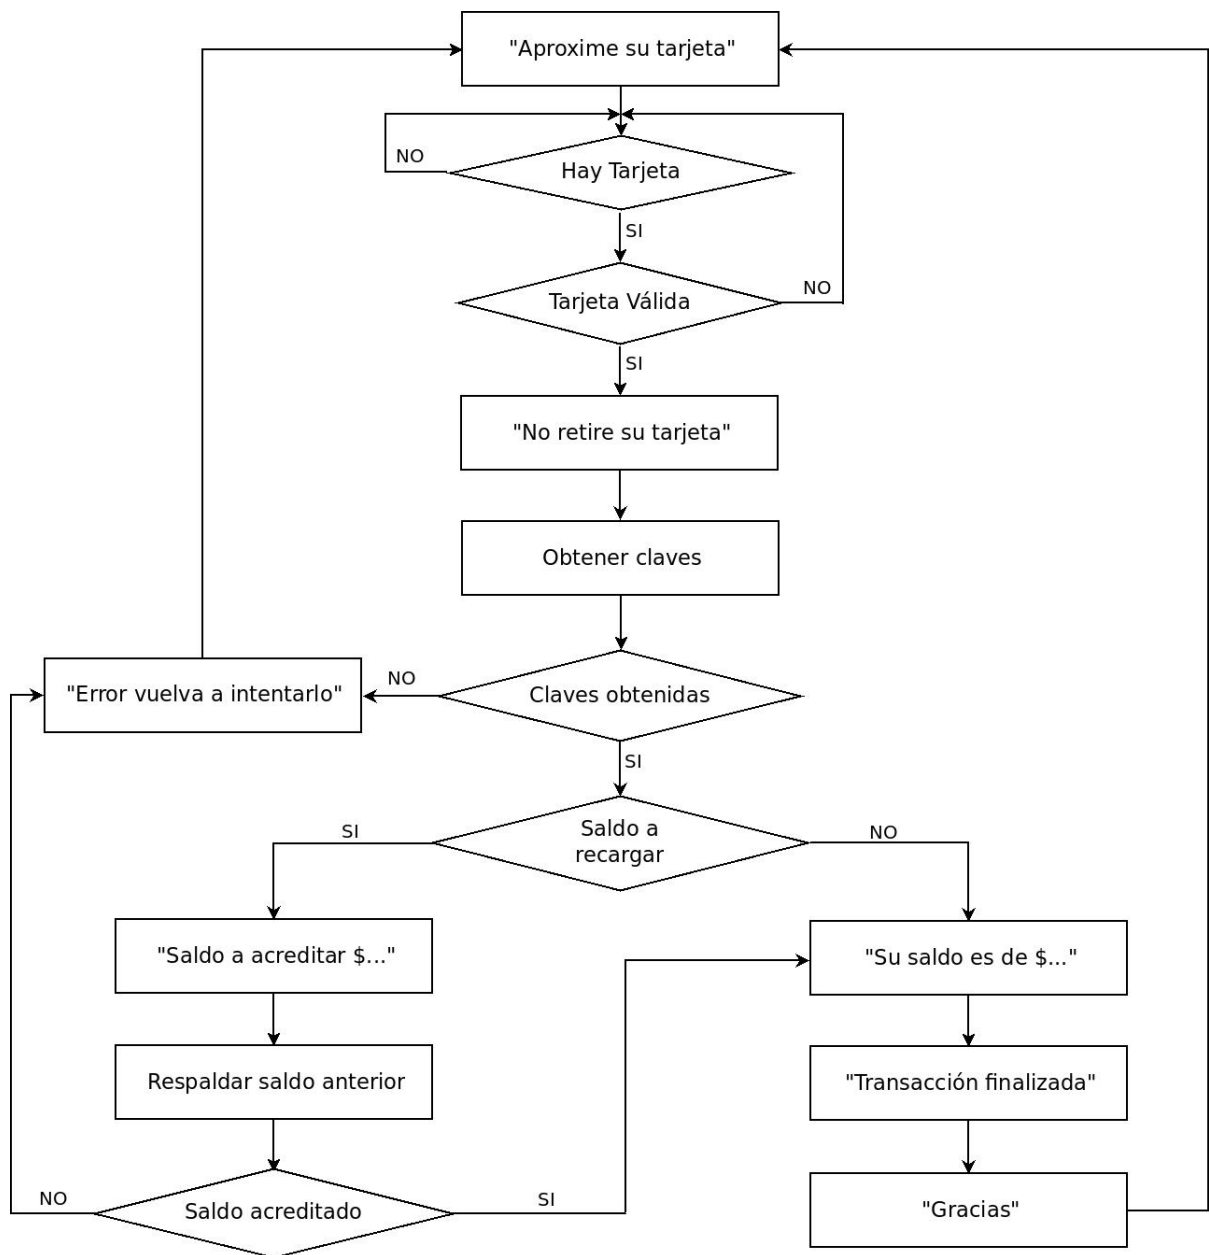 "Aproxime su tarjeta"
NO
Hay Tarjeta
SI
Tarjeta Válida
NO
SI
"No retire su tarjeta"
Obtener claves
"Error vuelva a intentarlo"
NO
Claves obtenidas
SI
SI
Saldo a
recargar
NO
"Saldo a acreditar $..."
"Su saldo es de $..."
Respaldar saldo anterior
"Transacción finalizada"
NO
Saldo acreditado
SI
"Gracias"